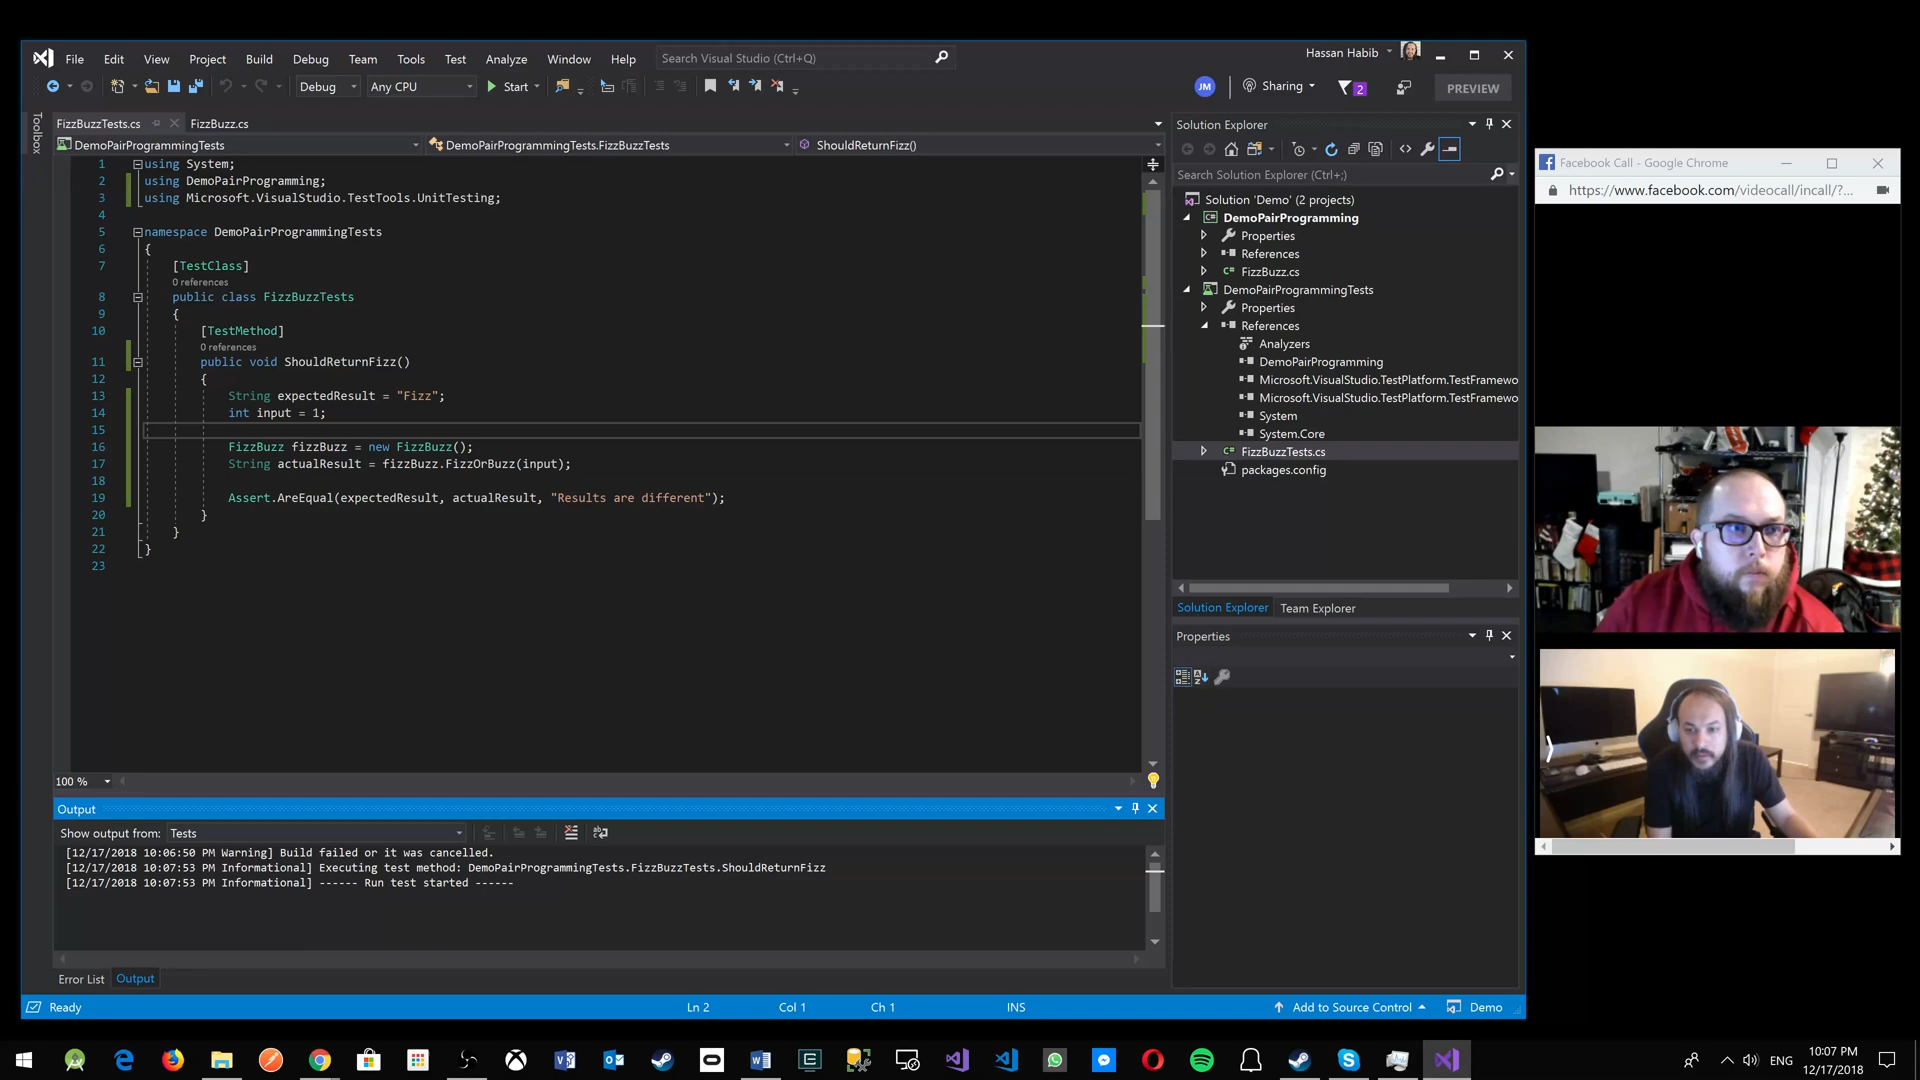 File Edit View Project Build Debug Team Tools Test Analyze Window Help Search Visual Studio (Ctrl+Q) Hassan Habib
Debug Any CPU Start JM Sharing 2 PREVIEW
Toolbox
FizzBuzzTests.cs FizzBuzz.cs
DemoPairProgrammingTests DemoPairProgrammingTests.FizzBuzzTests ShouldReturnFizz()
1 using System;
2 using DemoPairProgramming;
3 using Microsoft.VisualStudio.TestTools.UnitTesting;
4
5 namespace DemoPairProgrammingTests
6 {
7 [TestClass]
0 references
8 public class FizzBuzzTests
9 {
10 [TestMethod]
0 references
11 public void ShouldReturnFizz()
12 {
13 String expectedResult = "Fizz";
14 int input = 1;
15
16 FizzBuzz fizzBuzz = new FizzBuzz();
17 String actualResult = fizzBuzz.FizzOrBuzz(input);
18
19 Assert.AreEqual(expectedResult, actualResult, "Results are different");
20 }
21 }
22 }
23
100 %
Output
Show output from: Tests
[12/17/2018 10:06:50 PM Warning] Build failed or it was cancelled.
[12/17/2018 10:07:53 PM Informational] Executing test method: DemoPairProgrammingTests.FizzBuzzTests.ShouldReturnFizz
[12/17/2018 10:07:53 PM Informational] ------ Run test started ------
Error List Output
Solution Explorer
Search Solution Explorer (Ctrl+;)
Solution 'Demo' (2 projects)
DemoPairProgramming
Properties
References
FizzBuzz.cs
DemoPairProgrammingTests
Properties
References
Analyzers
DemoPairProgramming
Microsoft.VisualStudio.TestPlatform.TestFramewo
Microsoft.VisualStudio.TestPlatform.TestFramewo
System
System.Core
FizzBuzzTests.cs
packages.config
Solution Explorer Team Explorer
Properties
Ready Ln 2 Col 1 Ch 1 INS Add to Source Control Demo
Facebook Call - Google Chrome
https://www.facebook.com/videocall/incall/?...
ENG
10:07 PM
12/17/2018